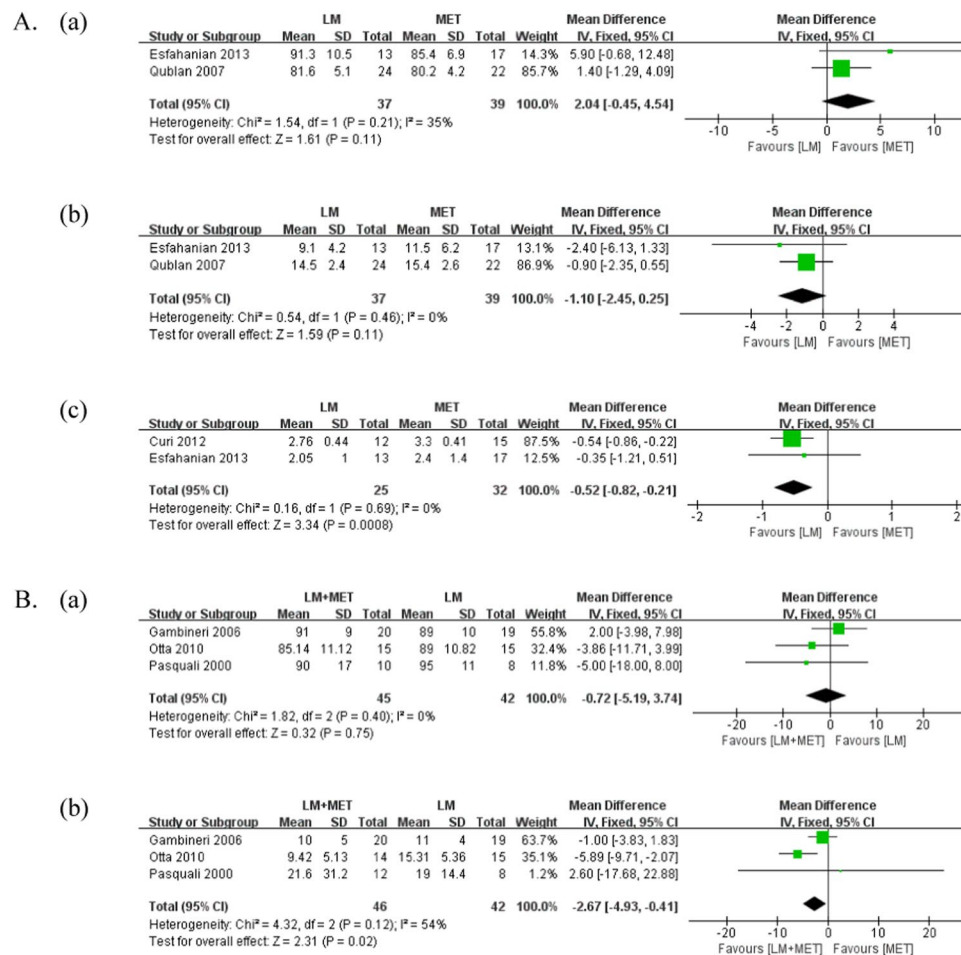 A. (a)
LM MET Mean Difference Mean Difference
Study or Subgroup Mean SD Total Mean SD Total Weight IV, Fixed, 95% CI IV, Fixed, 95% CI
Esfahanian 2013 91.3 10.5 13 85.4 6.9 17 14.3% 5.90 [-0.68, 12.48]
Qublan 2007 81.6 5.1 24 80.2 4.2 22 85.7% 1.40 [-1.29, 4.09]
Total (95% CI) 37 39 100.0% 2.04 [-0.45, 4.54]
Heterogeneity: Chi² = 1.54, df = 1 (P = 0.21); I² = 35%
Test for overall effect: Z = 1.61 (P = 0.11)
-10 -5 0 5 10
Favours [LM] Favours [MET]
(b)
LM MET Mean Difference Mean Difference
Study or Subgroup Mean SD Total Mean SD Total Weight IV, Fixed, 95% CI IV, Fixed, 95% CI
Esfahanian 2013 9.1 4.2 13 11.5 6.2 17 13.1% -2.40 [-6.13, 1.33]
Qublan 2007 14.5 2.4 24 15.4 2.6 22 86.9% -0.90 [-2.35, 0.55]
Total (95% CI) 37 39 100.0% -1.10 [-2.45, 0.25]
Heterogeneity: Chi² = 0.54, df = 1 (P = 0.46); I² = 0%
Test for overall effect: Z = 1.59 (P = 0.11)
-4 -2 0 2 4
Favours [LM] Favours [MET]
(c)
LM MET Mean Difference Mean Difference
Study or Subgroup Mean SD Total Mean SD Total Weight IV, Fixed, 95% CI IV, Fixed, 95% CI
Curi 2012 2.76 0.44 12 3.3 0.41 15 87.5% -0.54 [-0.86, -0.22]
Esfahanian 2013 2.05 1 13 2.4 1.4 17 12.5% -0.35 [-1.21, 0.51]
Total (95% CI) 25 32 100.0% -0.52 [-0.82, -0.21]
Heterogeneity: Chi² = 0.16, df = 1 (P = 0.69); I² = 0%
Test for overall effect: Z = 3.34 (P = 0.0008)
-2 -1 0 1 2
Favours [LM] Favours [MET]
B. (a)
LM+MET LM Mean Difference Mean Difference
Study or Subgroup Mean SD Total Mean SD Total Weight IV, Fixed, 95% CI IV, Fixed, 95% CI
Gambineri 2006 91 9 20 89 10 19 55.8% 2.00 [-3.98, 7.98]
Otta 2010 85.14 11.12 15 89 10.82 15 32.4% -3.86 [-11.71, 3.99]
Pasquali 2000 90 17 10 95 11 8 11.8% -5.00 [-18.00, 8.00]
Total (95% CI) 45 42 100.0% -0.72 [-5.19, 3.74]
Heterogeneity: Chi² = 1.82, df = 2 (P = 0.40); I² = 0%
Test for overall effect: Z = 0.32 (P = 0.75)
-20 -10 0 10 20
Favours [LM+MET] Favours [LM]
(b)
LM+MET LM Mean Difference Mean Difference
Study or Subgroup Mean SD Total Mean SD Total Weight IV, Fixed, 95% CI IV, Fixed, 95% CI
Gambineri 2006 10 5 20 11 4 19 63.7% -1.00 [-3.83, 1.83]
Otta 2010 9.42 5.13 14 15.31 5.36 15 35.1% -5.89 [-9.71, -2.07]
Pasquali 2000 21.6 31.2 12 19 14.4 8 1.2% 2.60 [-17.68, 22.88]
Total (95% CI) 46 42 100.0% -2.67 [-4.93, -0.41]
Heterogeneity: Chi² = 4.32, df = 2 (P = 0.12); I² = 54%
Test for overall effect: Z = 2.31 (P = 0.02)
-20 -10 0 10 20
Favours [LM+MET] Favours [MET]